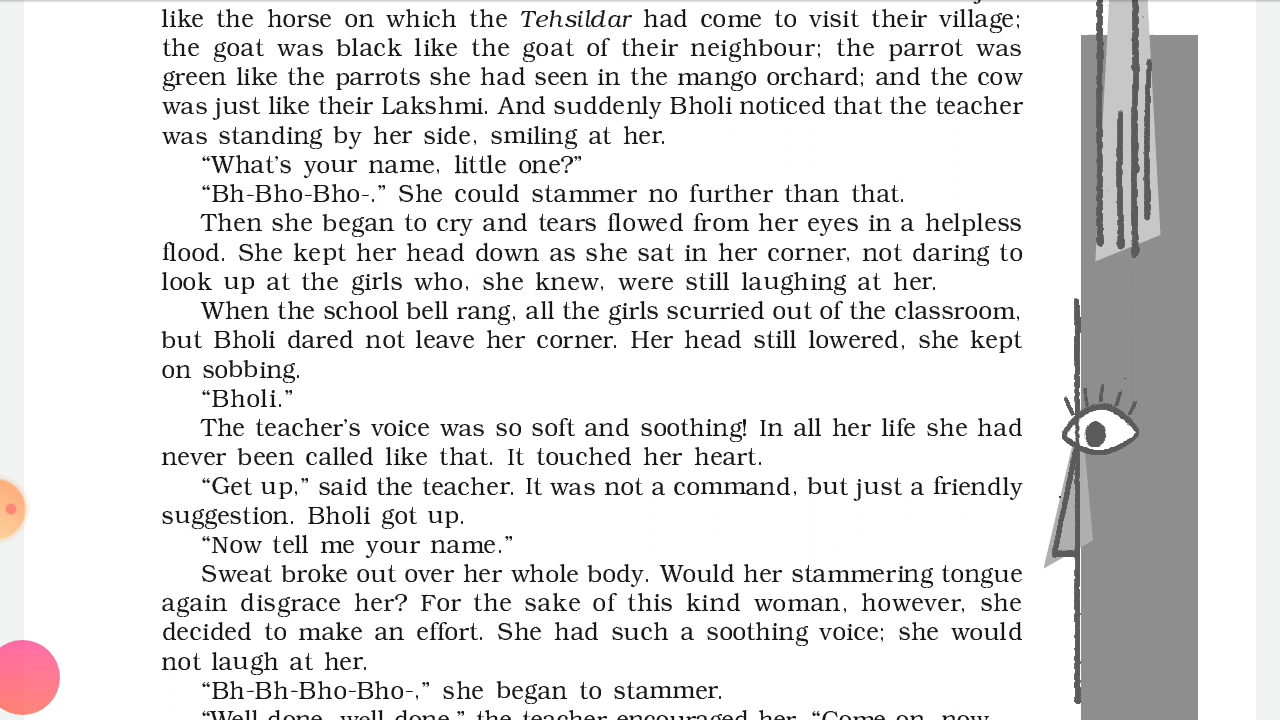 like the horse on which the Tehsildar had come to visit their village;
the goat was black like the goat of their neighbour; the parrot was
green like the parrots she had seen in the mango orchard; and the cow
was just like their Lakshmi. And suddenly Bholi noticed that the teacher
was standing by her side, smiling at her.
“What’s your name, little one?”
“Bh-Bho-Bho-.” She could stammer no further than that.
Then she began to cry and tears flowed from her eyes in a helpless
flood. She kept her head down as she sat in her corner, not daring to
look up at the girls who, she knew, were still laughing at her.
When the school bell rang, all the girls scurried out of the classroom,
but Bholi dared not leave her corner. Her head still lowered, she kept
on sobbing.
“Bholi.”
The teacher’s voice was so soft and soothing! In all her life she had
never been called like that. It touched her heart.
“Get up,” said the teacher. It was not a command, but just a friendly
suggestion. Bholi got up.
“Now tell me your name.”
Sweat broke out over her whole body. Would her stammering tongue
again disgrace her? For the sake of this kind woman, however, she
decided to make an effort. She had such a soothing voice; she would
not laugh at her.
“Bh-Bh-Bho-Bho-,” she began to stammer.
“Well done, well done,” the teacher encouraged her. “Come on, now